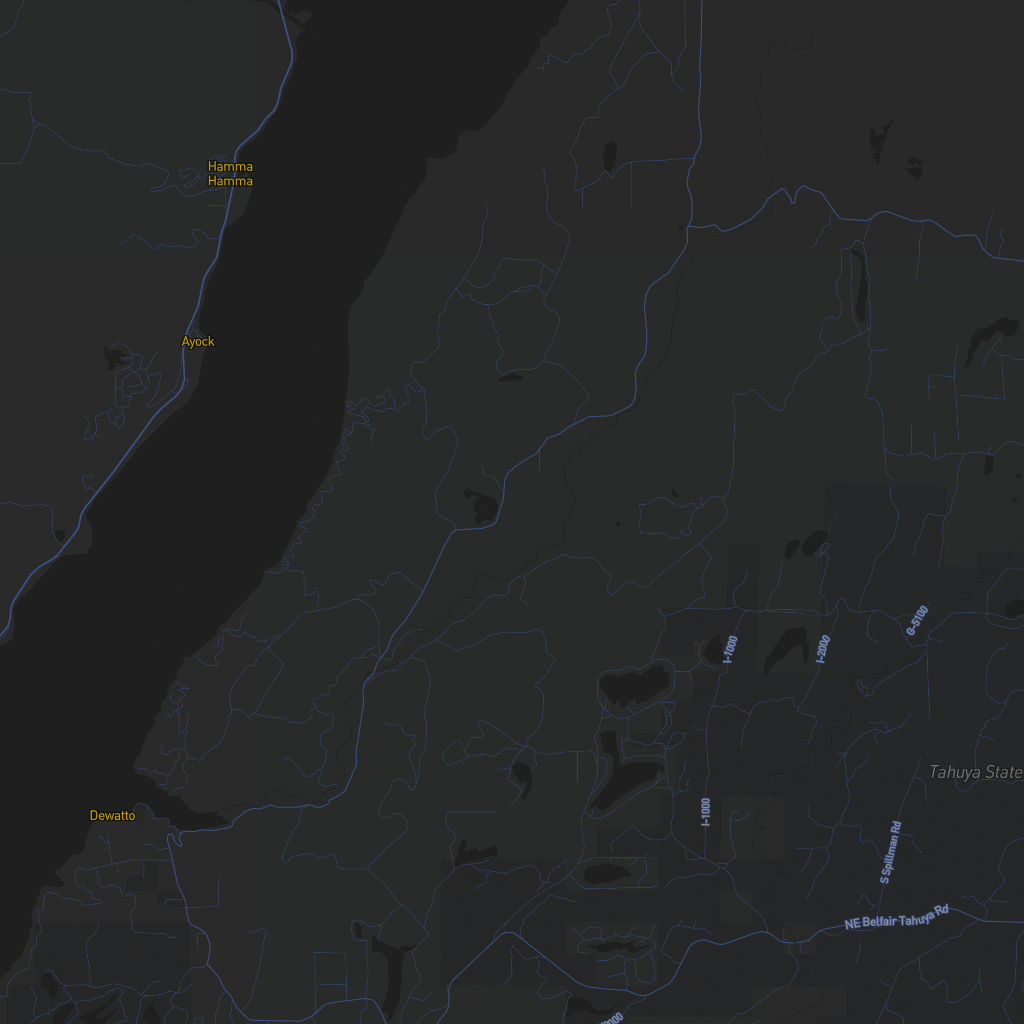 Hamma
Hamma
Ayock
G-5100
I-1000
I-2000
Tahuya State
I-1000
Dewatto
S Spillman Rd
NE Belfair Tahuya Rd